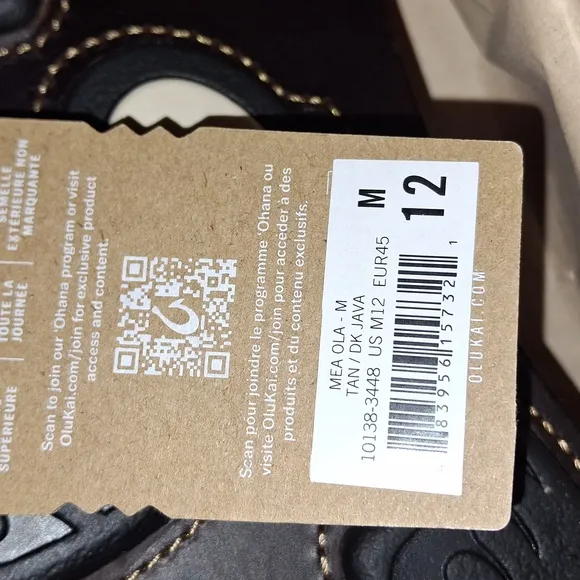 SUPÉRIEURE | TOUTE LA JOURNÉE | SEMELLE EXTÉRIEURE NON MARQUANTE
Scan to join our 'Ohana program or visit
OluKai.com/join for exclusive product
access and content.
Scan pour joindre le programme 'Ohana ou
visite OluKai.com/join pour accéder à des
produits et du contenu exclusifs.
MEA OLA - M
TAN / DK JAVA
10138-3448 US M12 EUR45
M
12
83956 15732 1
OLUKAI.COM